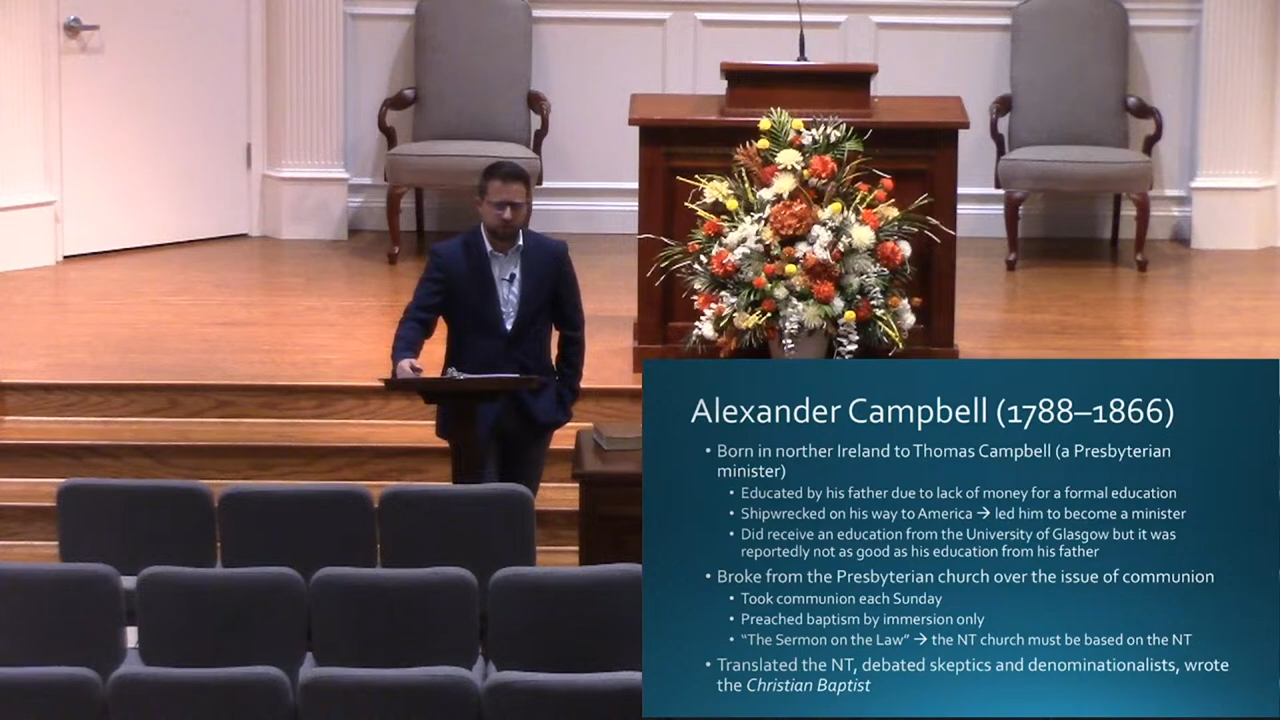 Alexander Campbell (1788–1866)
• Born in norther Ireland to Thomas Campbell (a Presbyterian
minister)
• Educated by his father due to lack of money for a formal education
• Shipwrecked on his way to America → led him to become a minister
• Did receive an education from the University of Glasgow but it was
reportedly not as good as his education from his father
• Broke from the Presbyterian church over the issue of communion
• Took communion each Sunday
• Preached baptism by immersion only
• “The Sermon on the Law” → the NT church must be based on the NT
• Translated the NT, debated skeptics and denominationalists, wrote
the Christian Baptist